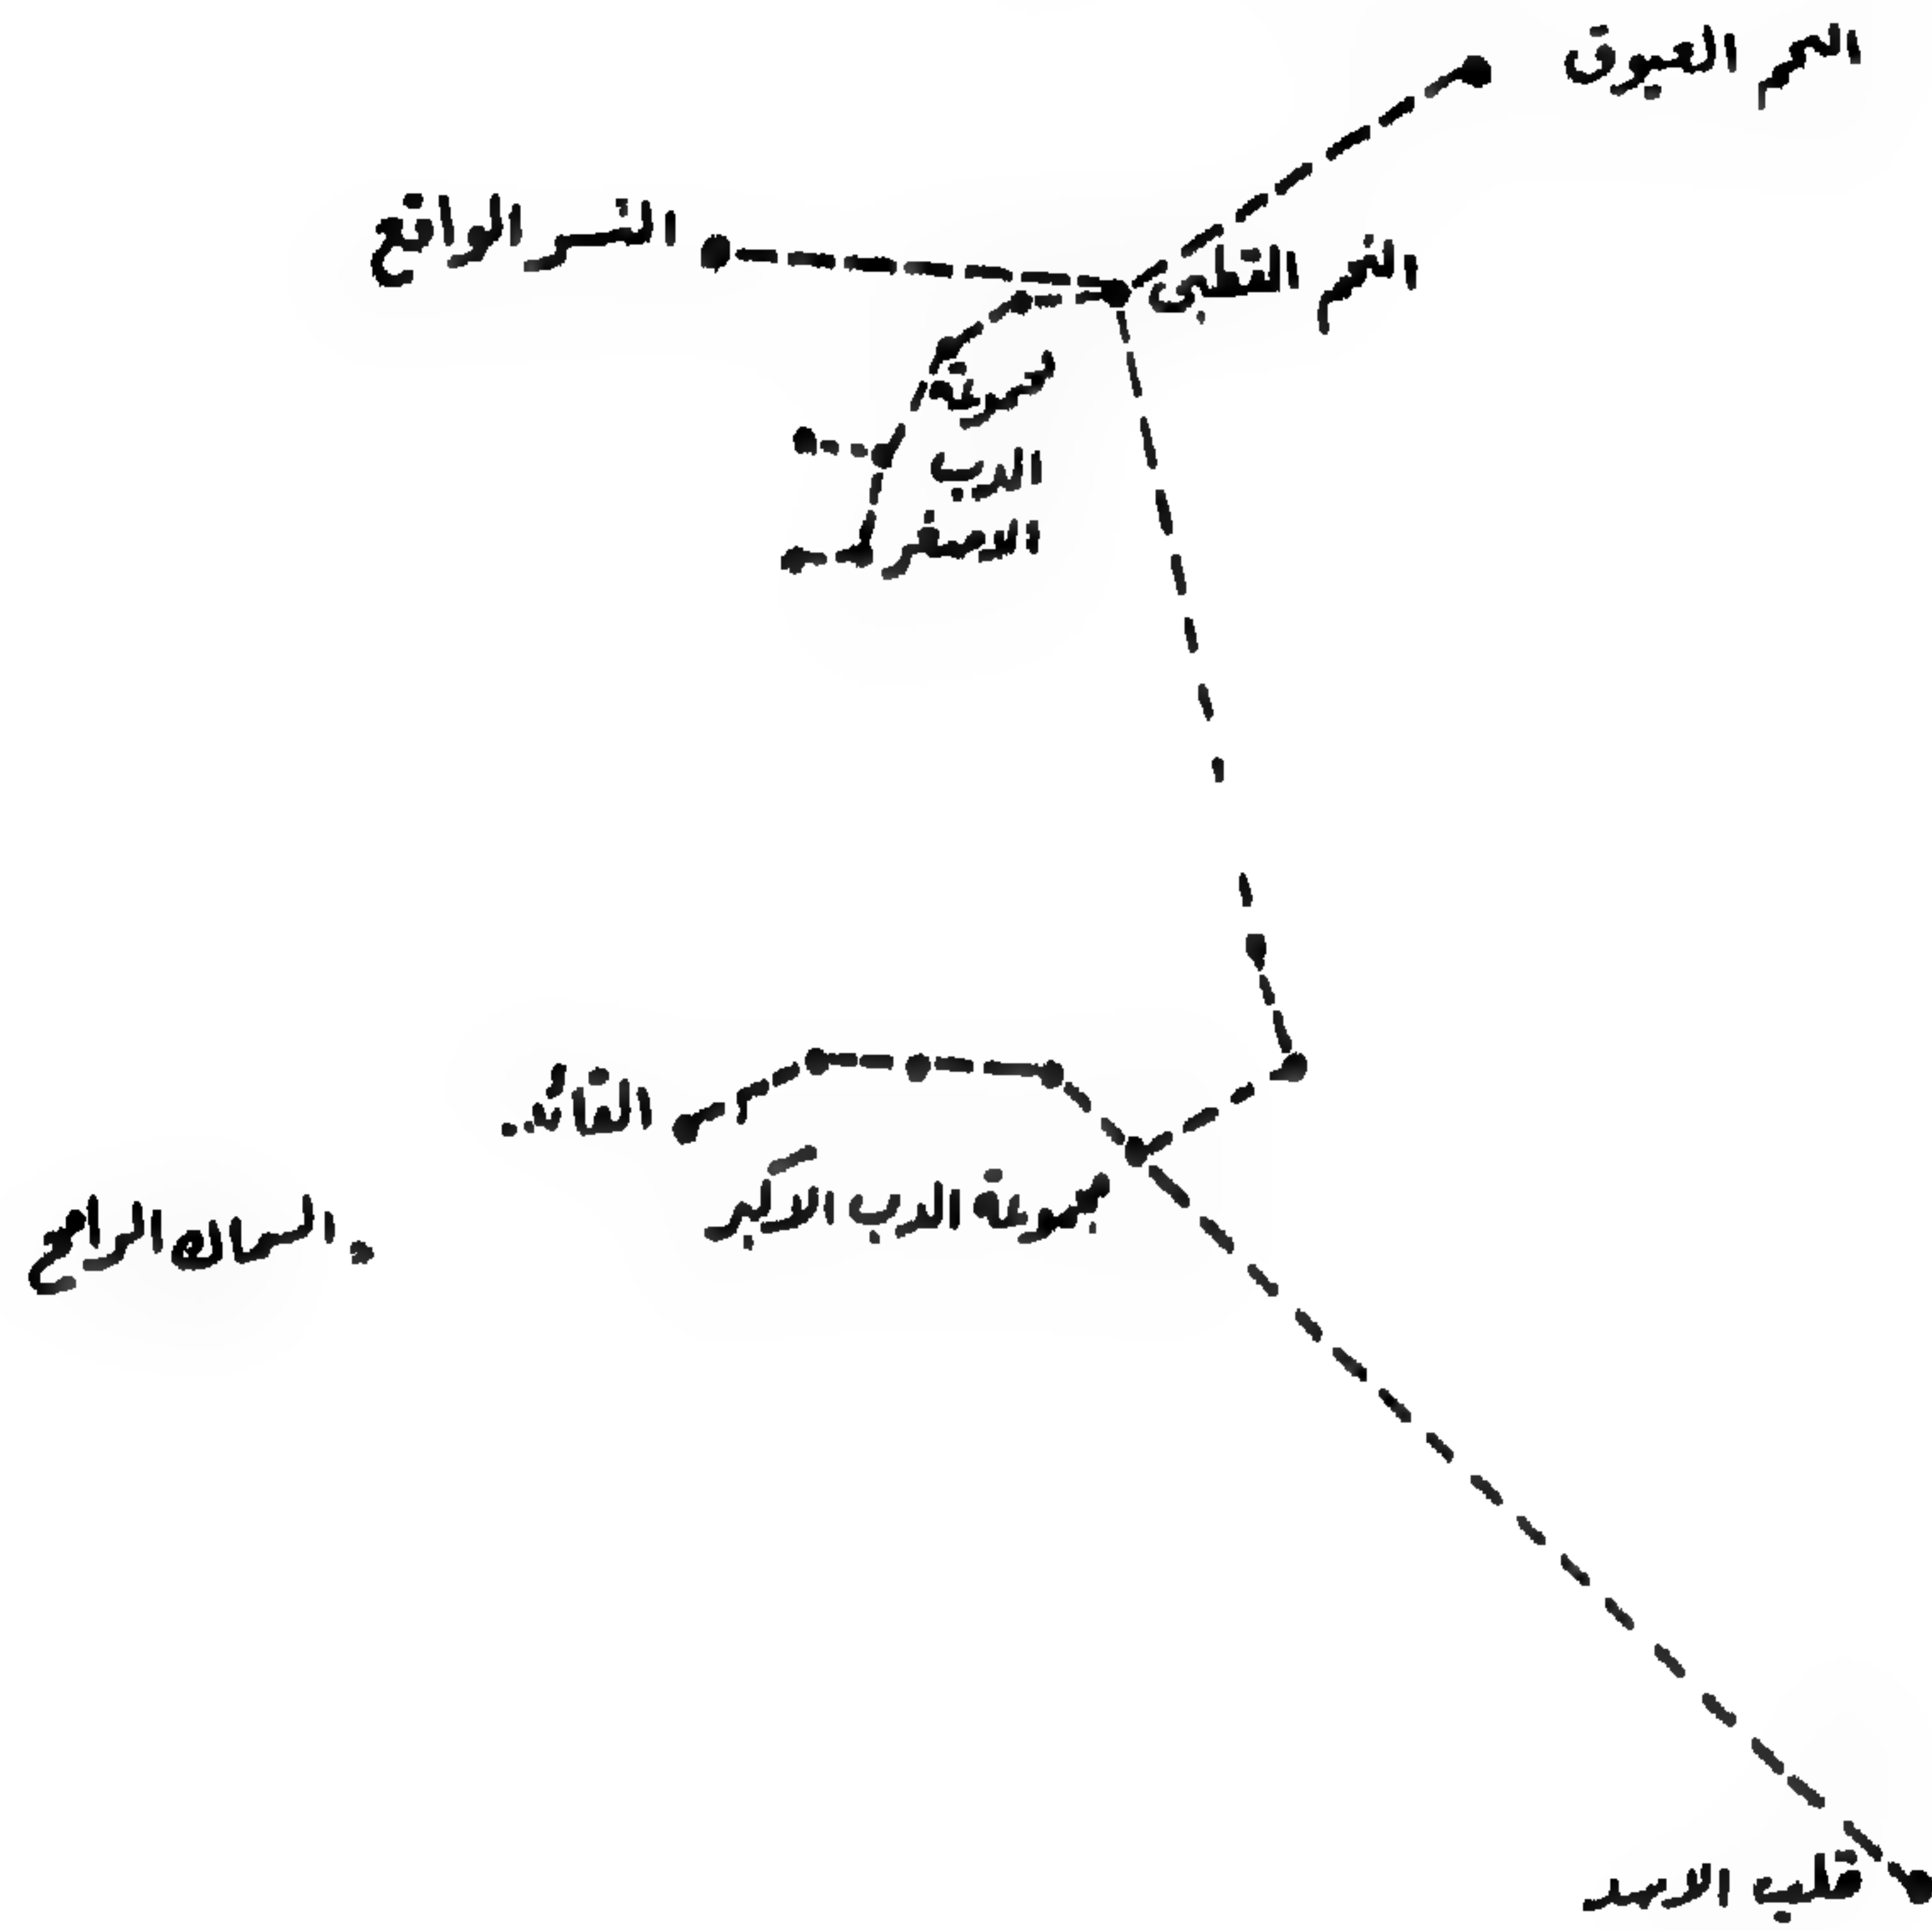 النجم العيوق
النسر الواقع
النجم القطبي
مجموعة
الدب
الاصغر
القائد
مجموعة الدب الاكبر
السماك الرامح
قلب الاسد